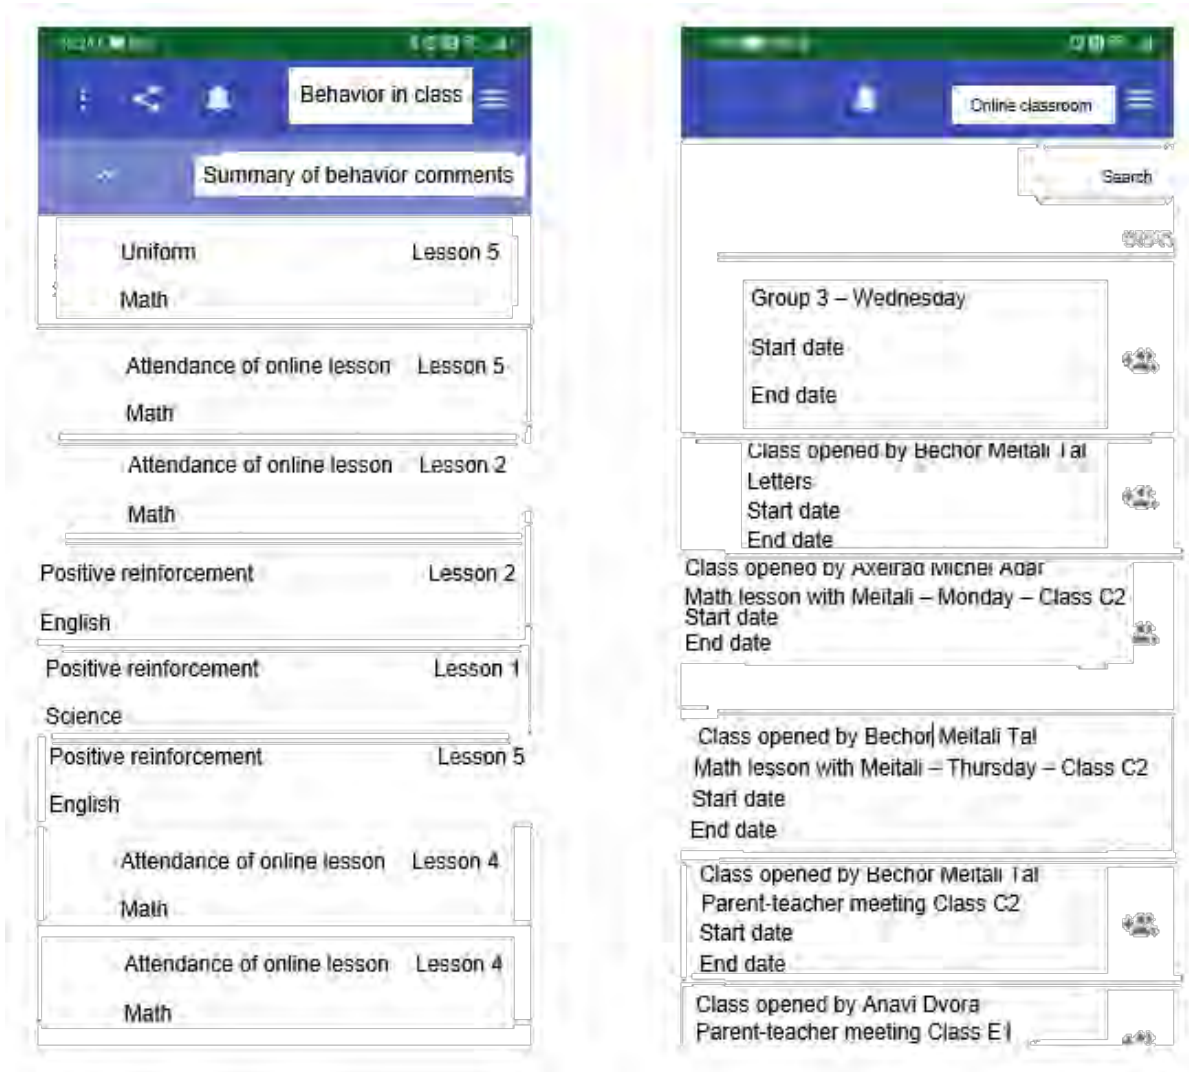 Behavior in class
Summary of behavior comments
Uniform Lesson 5
Math
Attendance of online lesson Lesson 5
Math
Attendance of online lesson Lesson 2
Math
Positive reinforcement Lesson 2
English
Positive reinforcement Lesson 1
Science
Positive reinforcement Lesson 5
English
Attendance of online lesson Lesson 4
Math
Attendance of online lesson Lesson 4
Math
Online classroom
Search
Group 3 – Wednesday
Start date
End date
Class opened by Bechor Meitali Tal
Letters
Start date
End date
Class opened by Axelrad Michel Adar
Math lesson with Meitali – Monday – Class C2
Start date
End date
Class opened by Bechor Meitali Tal
Math lesson with Meitali – Thursday – Class C2
Start date
End date
Class opened by Bechor Meitali Tal
Parent-teacher meeting Class C2
Start date
End date
Class opened by Anavi Dvora
Parent-teacher meeting Class E1